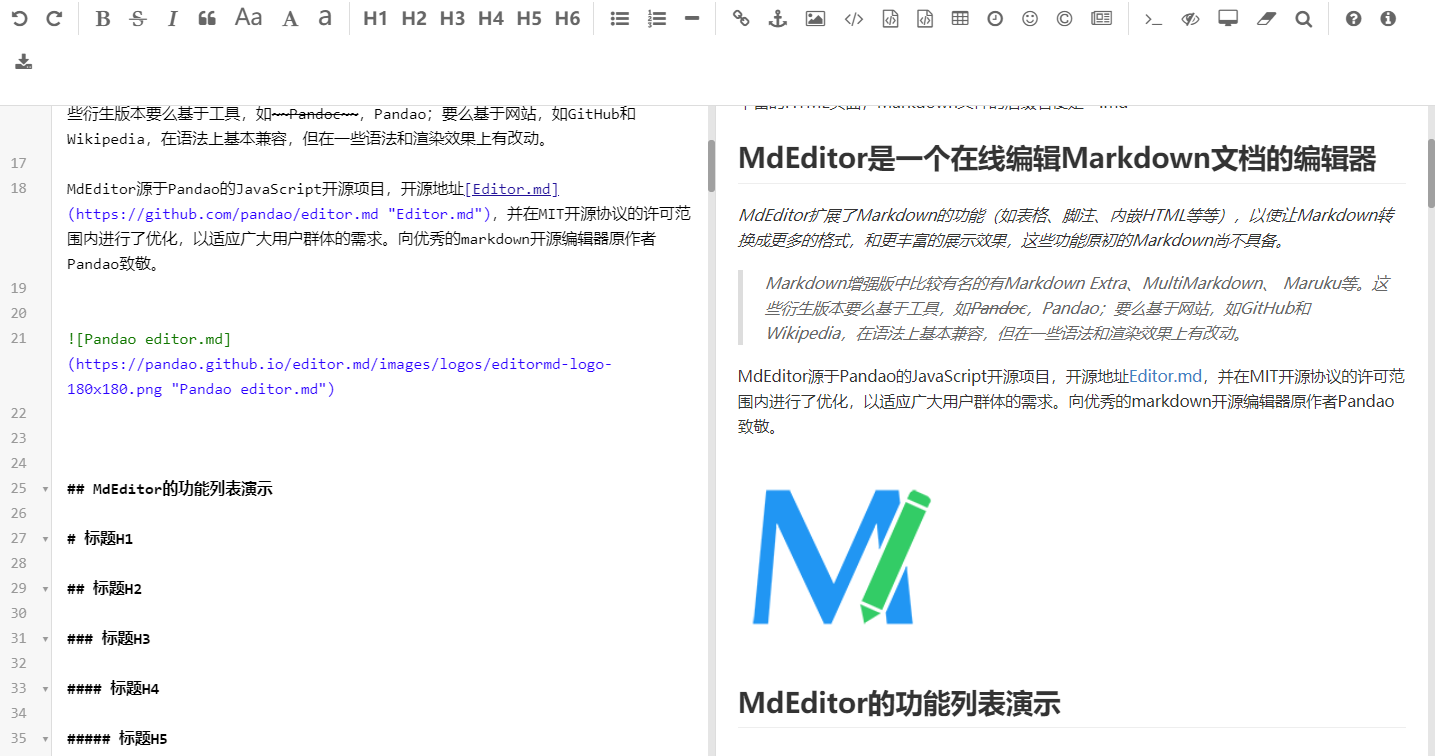 B S I Aa A a H1 H2 H3 H4 H5 H6
些衍生版本要么基于工具，如~~Pandoc~~，Pandao；要么基于网站，如GitHub和
Wikipedia，在语法上基本兼容，但在一些语法和渲染效果上有改动。
17
18 MdEditor源于Pandao的JavaScript开源项目，开源地址[Editor.md]
(https://github.com/pandao/editor.md "Editor.md")，并在MIT开源协议的许可范
围内进行了优化，以适应广大用户群体的需求。向优秀的markdown开源编辑器原作者
Pandao致敬。
19
20
21 ![Pandao editor.md]
(https://pandao.github.io/editor.md/images/logos/editormd-logo-
180x180.png "Pandao editor.md")
22
23
24
25 ## MdEditor的功能列表演示
26
27 # 标题H1
28
29 ## 标题H2
30
31 ### 标题H3
32
33 #### 标题H4
34
35 ##### 标题H5
MdEditor是一个在线编辑Markdown文档的编辑器
MdEditor扩展了Markdown的功能（如表格、脚注、内嵌HTML等等），以使让Markdown转
换成更多的格式，和更丰富的展示效果，这些功能原初的Markdown尚不具备。
Markdown增强版中比较有名的有Markdown Extra、MultiMarkdown、 Maruku等。这
些衍生版本要么基于工具，如Pandoc，Pandao；要么基于网站，如GitHub和
Wikipedia，在语法上基本兼容，但在一些语法和渲染效果上有改动。
MdEditor源于Pandao的JavaScript开源项目，开源地址Editor.md，并在MIT开源协议的许可范
围内进行了优化，以适应广大用户群体的需求。向优秀的markdown开源编辑器原作者Pandao
致敬。
MdEditor的功能列表演示